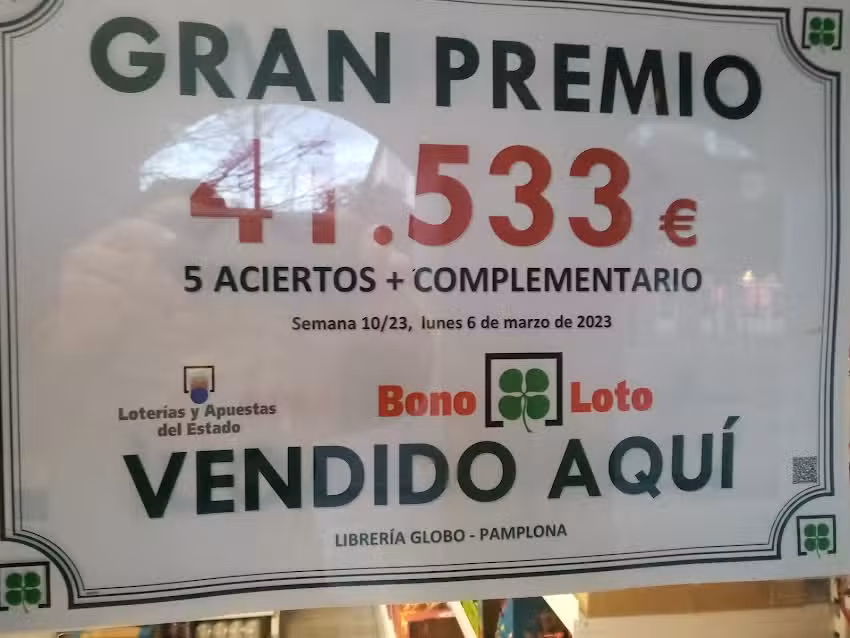 GRAN PREMIO
41.533 €
5 ACIERTOS + COMPLEMENTARIO
Semana 10/23, lunes 6 de marzo de 2023
Loterías y Apuestas
del Estado
Bono Loto
VENDIDO AQUÍ
LIBRERÍA GLOBO - PAMPLONA